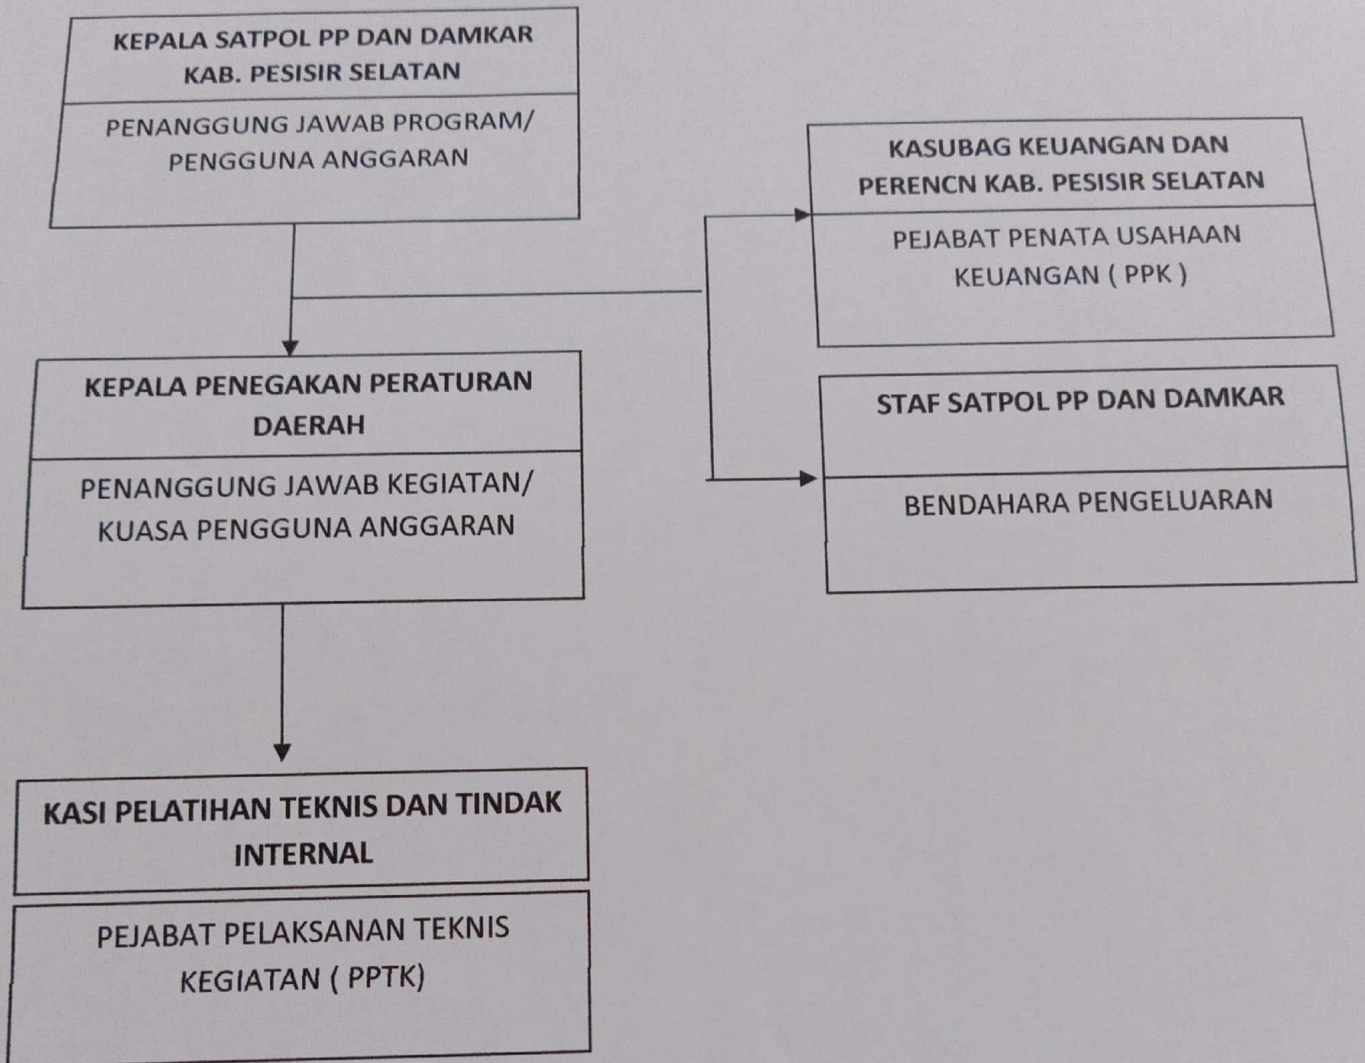 KEPALA SATPOL PP DAN DAMKAR
KAB. PESISIR SELATAN
PENANGGUNG JAWAB PROGRAM/
PENGGUNA ANGGARAN
KASUBAG KEUANGAN DAN
PERENCN KAB. PESISIR SELATAN
PEJABAT PENATA USAHAAN
KEUANGAN ( PPK )
KEPALA PENEGAKAN PERATURAN
DAERAH
PENANGGUNG JAWAB KEGIATAN/
KUASA PENGGUNA ANGGARAN
STAF SATPOL PP DAN DAMKAR
BENDAHARA PENGELUARAN
KASI PELATIHAN TEKNIS DAN TINDAK
INTERNAL
PEJABAT PELAKSANAN TEKNIS
KEGIATAN ( PPTK)